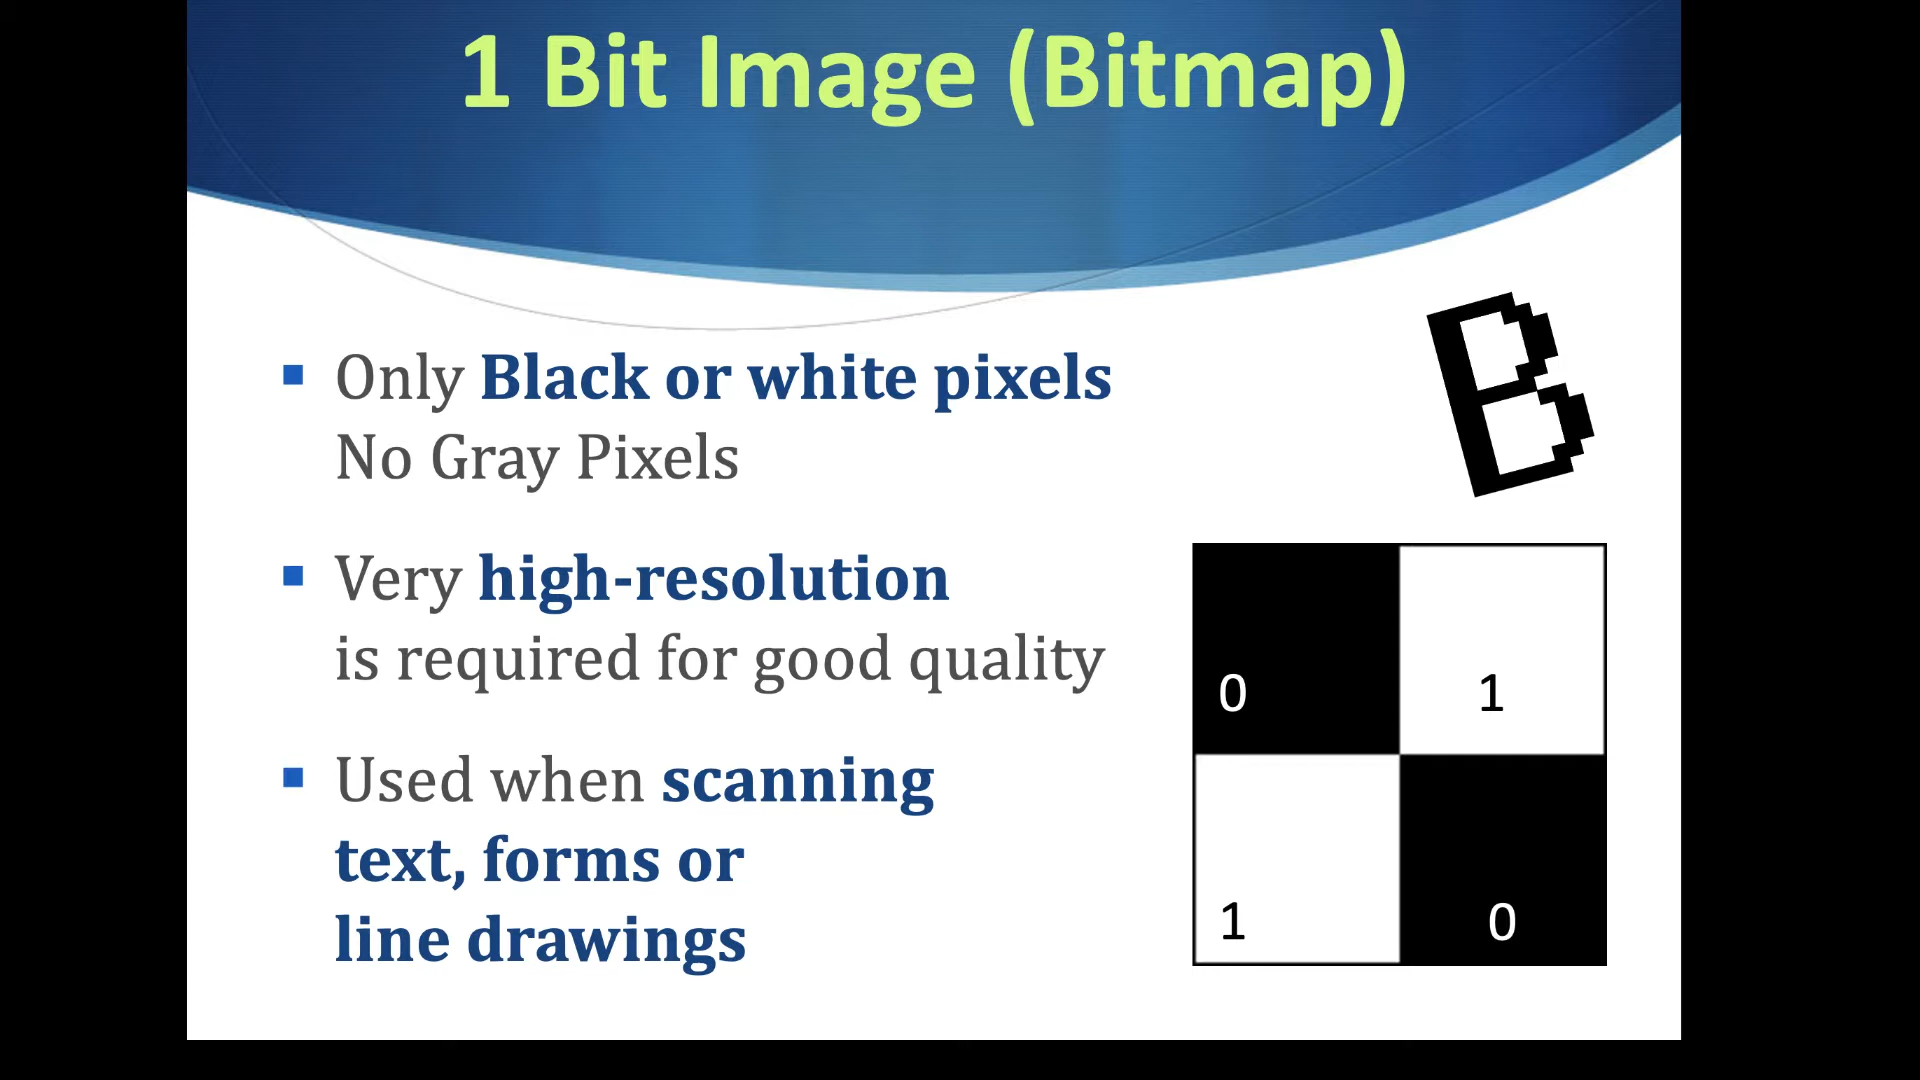 1 Bit Image (Bitmap)
Only Black or white pixels
No Gray Pixels
Very high-resolution
is required for good quality
Used when scanning
text, forms or
line drawings
B
0 1
1 0